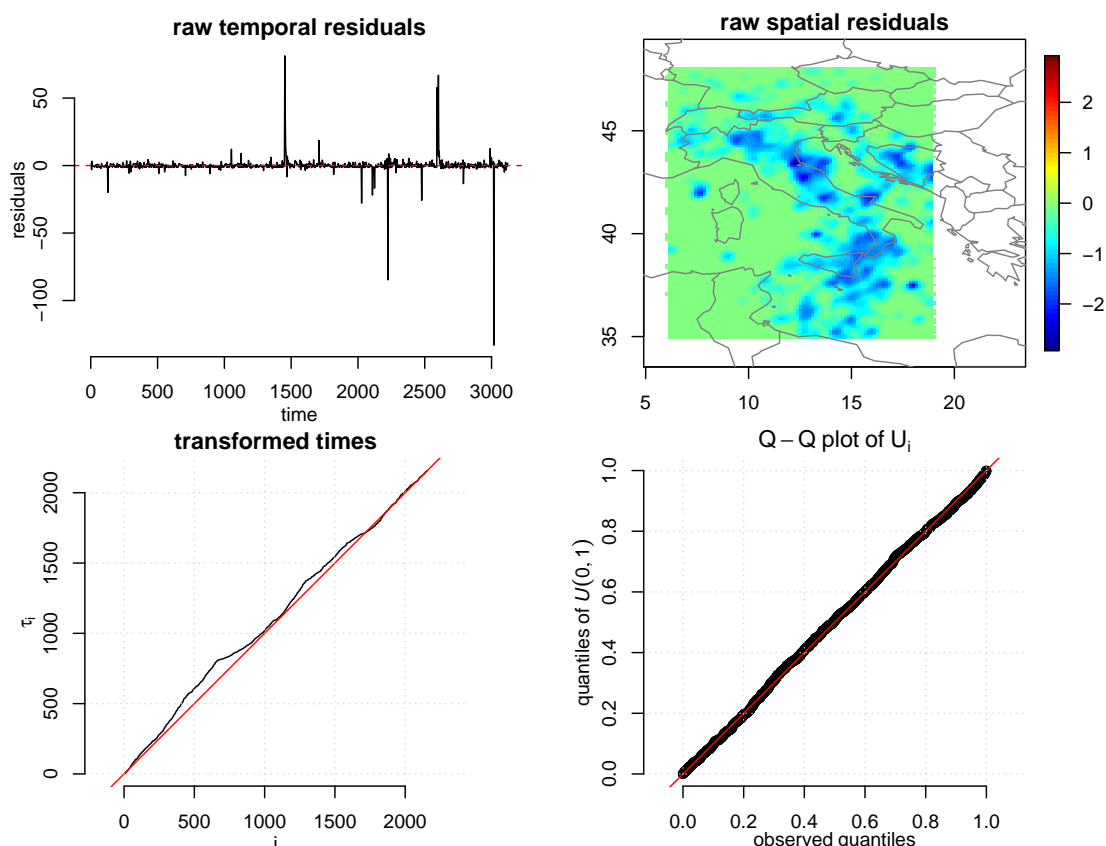 raw temporal residuals
residuals
50
0
−50
−100
0 500 1000 1500 2000 2500 3000
time
raw spatial residuals
45
40
35
5 10 15 20
2
1
0
−1
−2
transformed times
τi
2000
1500
1000
500
0
0 500 1000 1500 2000
i
Q − Q plot of Ui
quantiles of U(0, 1)
1.0
0.8
0.6
0.4
0.2
0.0
0.0 0.2 0.4 0.6 0.8 1.0
observed quantiles